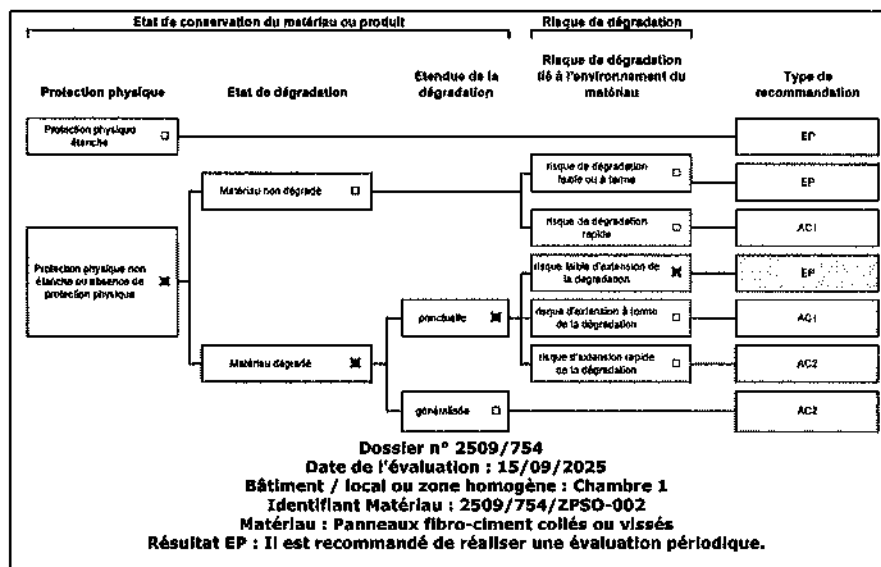 Etat de conservation du matériau ou produit
Risque de dégradation
Protection physique
Etat de dégradation
Etendue de la
dégradation
Risque de dégradation
lié à l'environnement du
matériau
Type de
recommandation
Protection physique
étanche
EP
Matériau non dégradé
risque de dégradation
faible ou à terme
EP
risque de dégradation
rapide
AC1
Protection physique non
étanche ou absence de
protection physique
risque faible d'extension de
la dégradation
EP
ponctuelle
risque d'extension à terme
de la dégradation
AC1
Matériau dégradé
risque d'extension rapide
de la dégradation
AC2
généralisée
AC2
Dossier n° 2509/754
Date de l'évaluation : 15/09/2025
Bâtiment / local ou zone homogène : Chambre 1
Identifiant Matériau : 2509/754/ZPSO-002
Matériau : Panneaux fibro-ciment collés ou vissés
Résultat EP : Il est recommandé de réaliser une évaluation périodique.